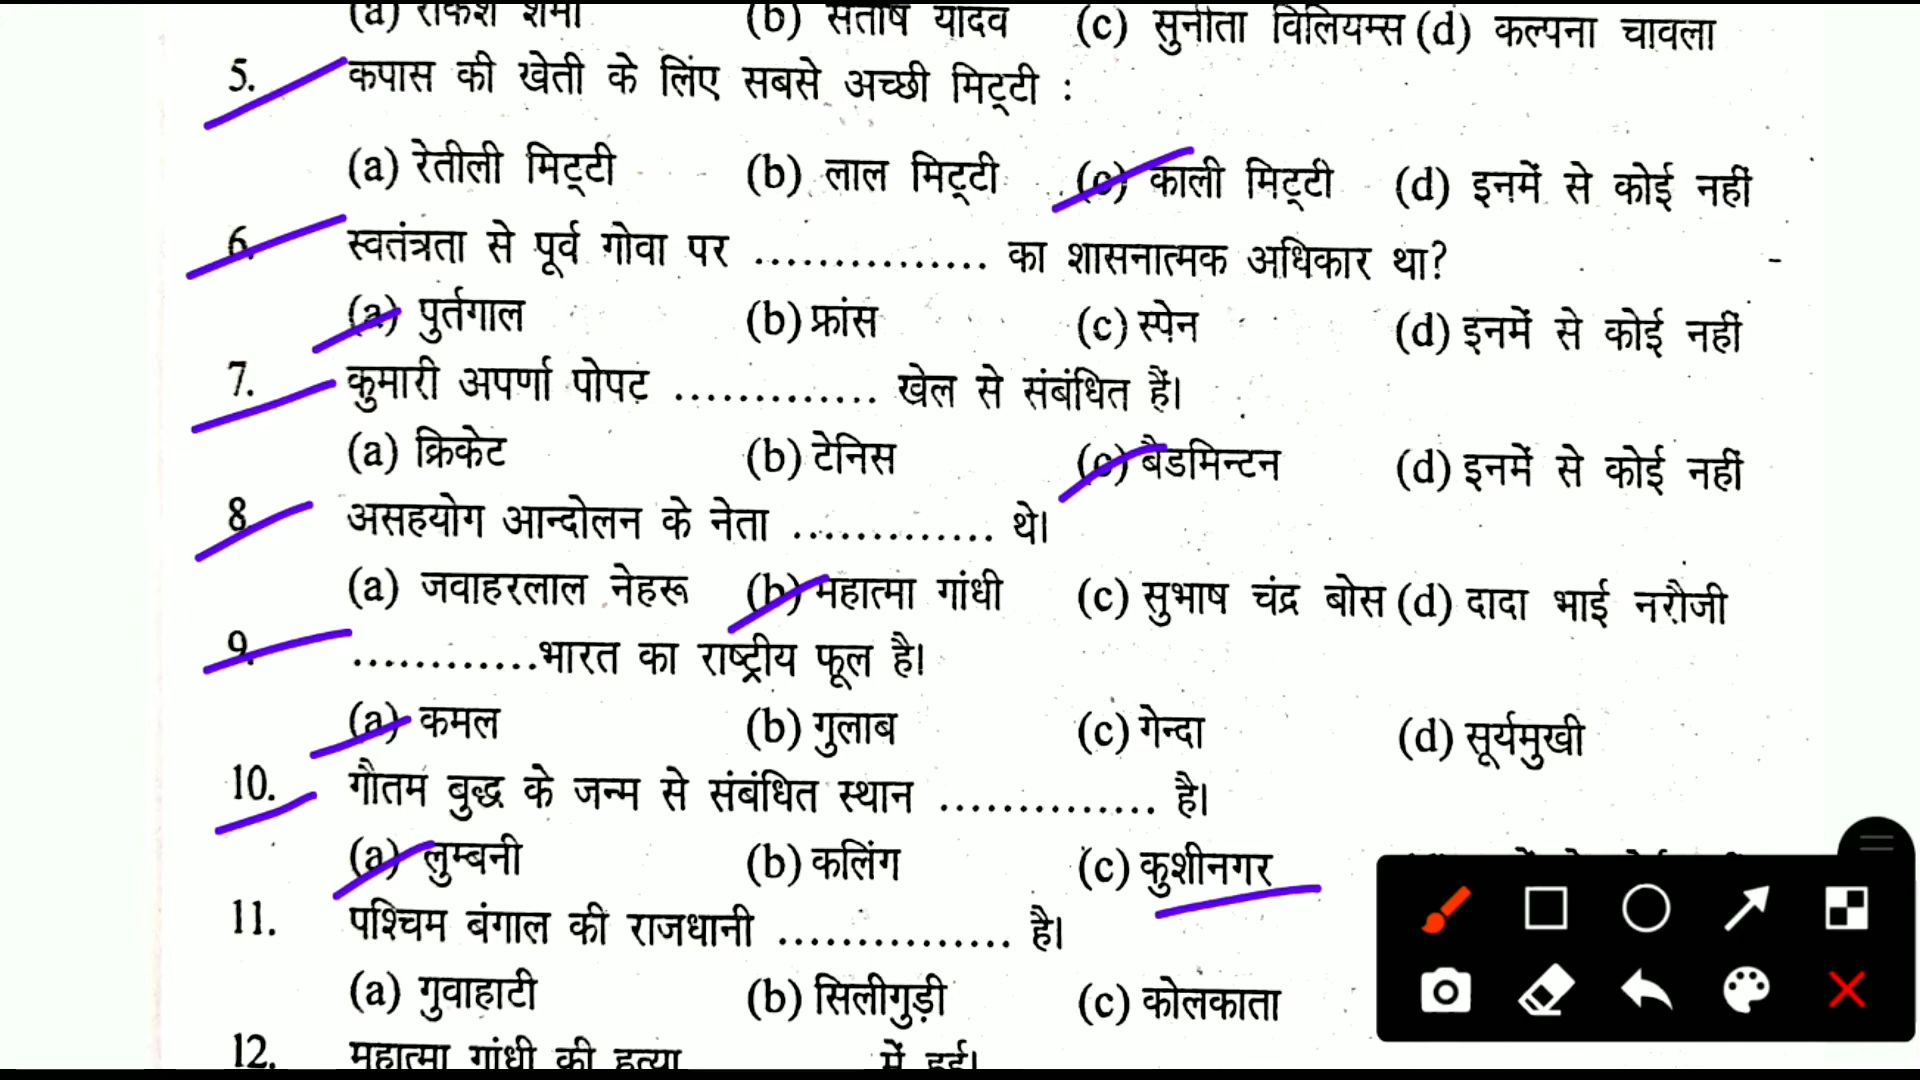 (a) राकेश शर्मा (b) सतीष यादव (c) सुनीता विलियम्स (d) कल्पना चावला
5. कपास की खेती के लिए सबसे अच्छी मिट्टी :
(a) रेतीली मिट्टी (b) लाल मिट्टी (c) काली मिट्टी (d) इनमें से कोई नहीं
6. स्वतंत्रता से पूर्व गोवा पर ............... का शासनात्मक अधिकार था?
(a) पुर्तगाल (b) फ्रांस (c) स्पेन (d) इनमें से कोई नहीं
7. कुमारी अपर्णा पोपट ............. खेल से संबंधित हैं।
(a) क्रिकेट (b) टेनिस (c) बैडमिन्टन (d) इनमें से कोई नहीं
8. असहयोग आन्दोलन के नेता ............. थे।
(a) जवाहरलाल नेहरू (b) महात्मा गांधी (c) सुभाष चंद्र बोस (d) दादा भाई नरौजी
9. ............भारत का राष्ट्रीय फूल है।
(a) कमल (b) गुलाब (c) गेन्दा (d) सूर्यमुखी
10. गौतम बुद्ध के जन्म से संबंधित स्थान .............. है।
(a) लुम्बनी (b) कलिंग (c) कुशीनगर
11. पश्चिम बंगाल की राजधानी ............... है।
(a) गुवाहाटी (b) सिलीगुड़ी (c) कोलकाता
12. महात्मा गांधी की हत्या में हुई।